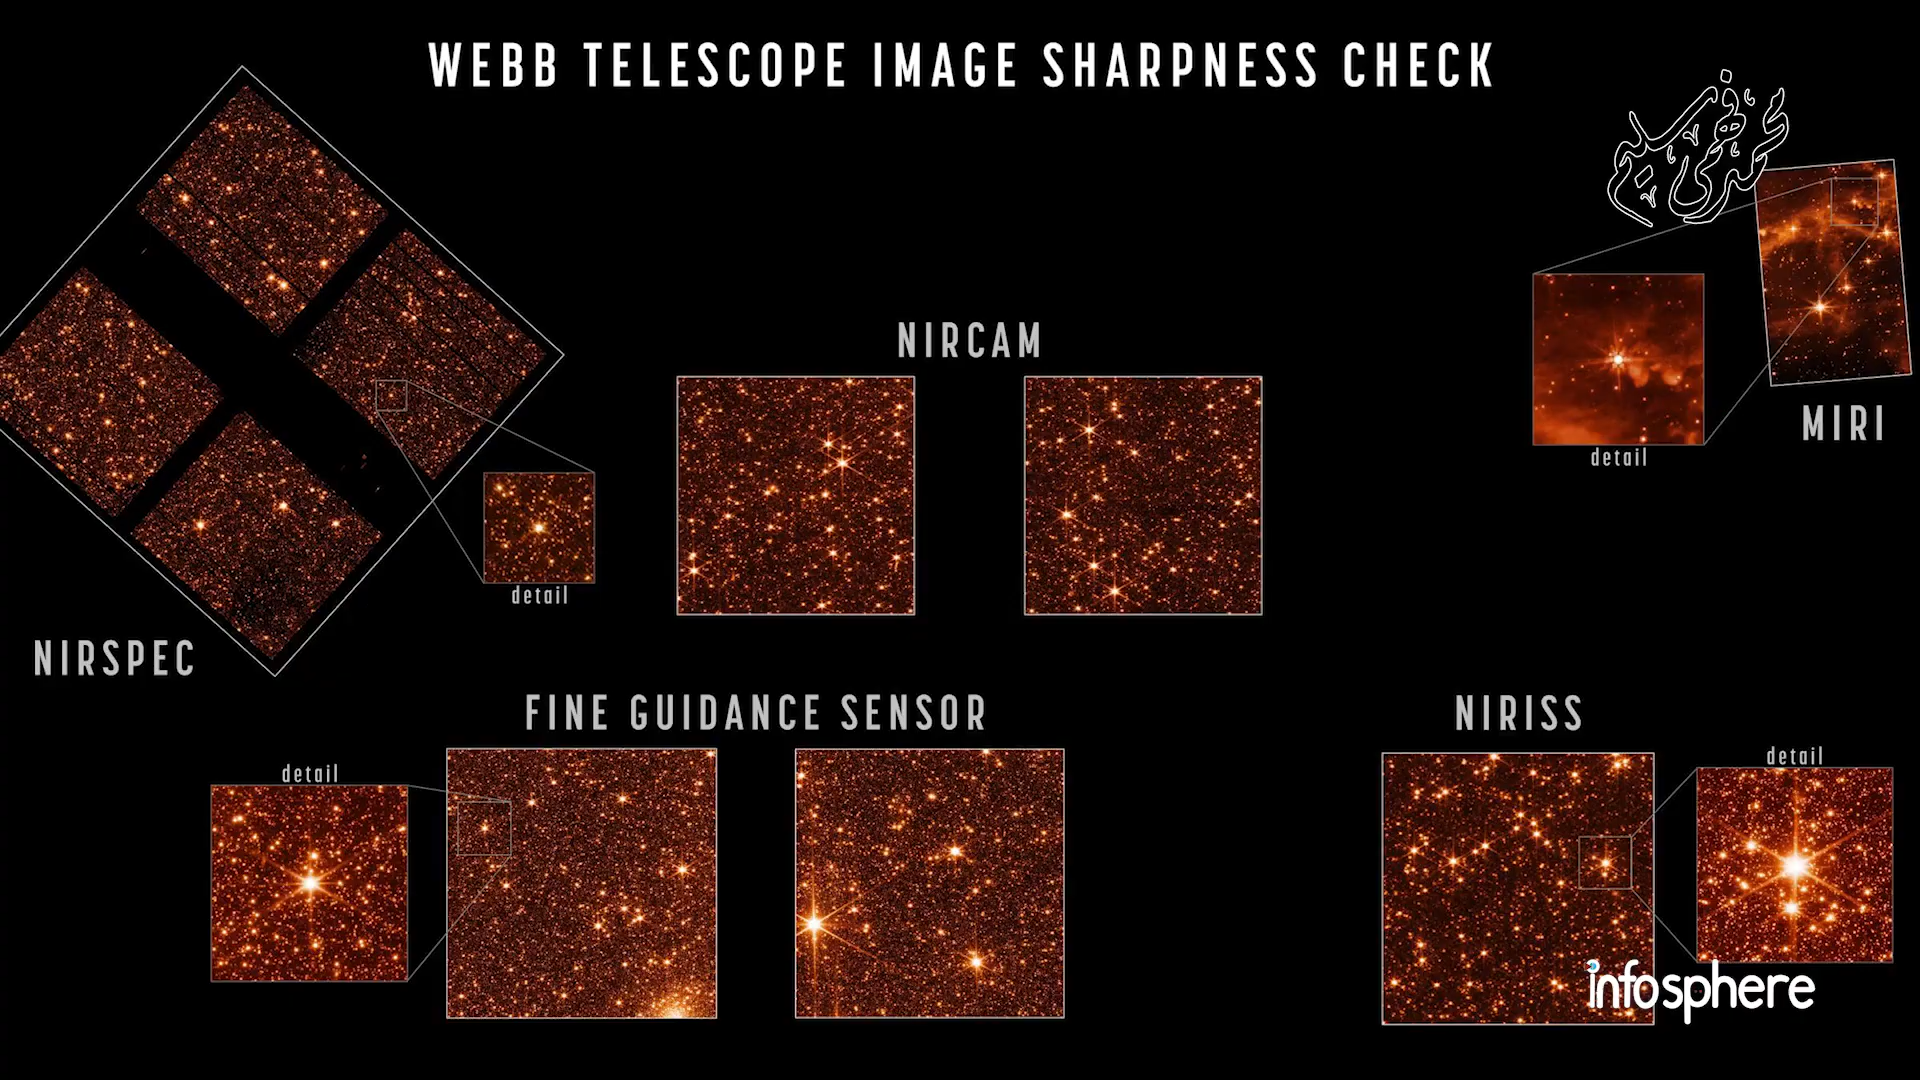 WEBB TELESCOPE IMAGE SHARPNESS CHECK
NIRCAM
MIRI
detail
detail
NIRSPEC
FINE GUIDANCE SENSOR
NIRISS
detail
detail
infosphere